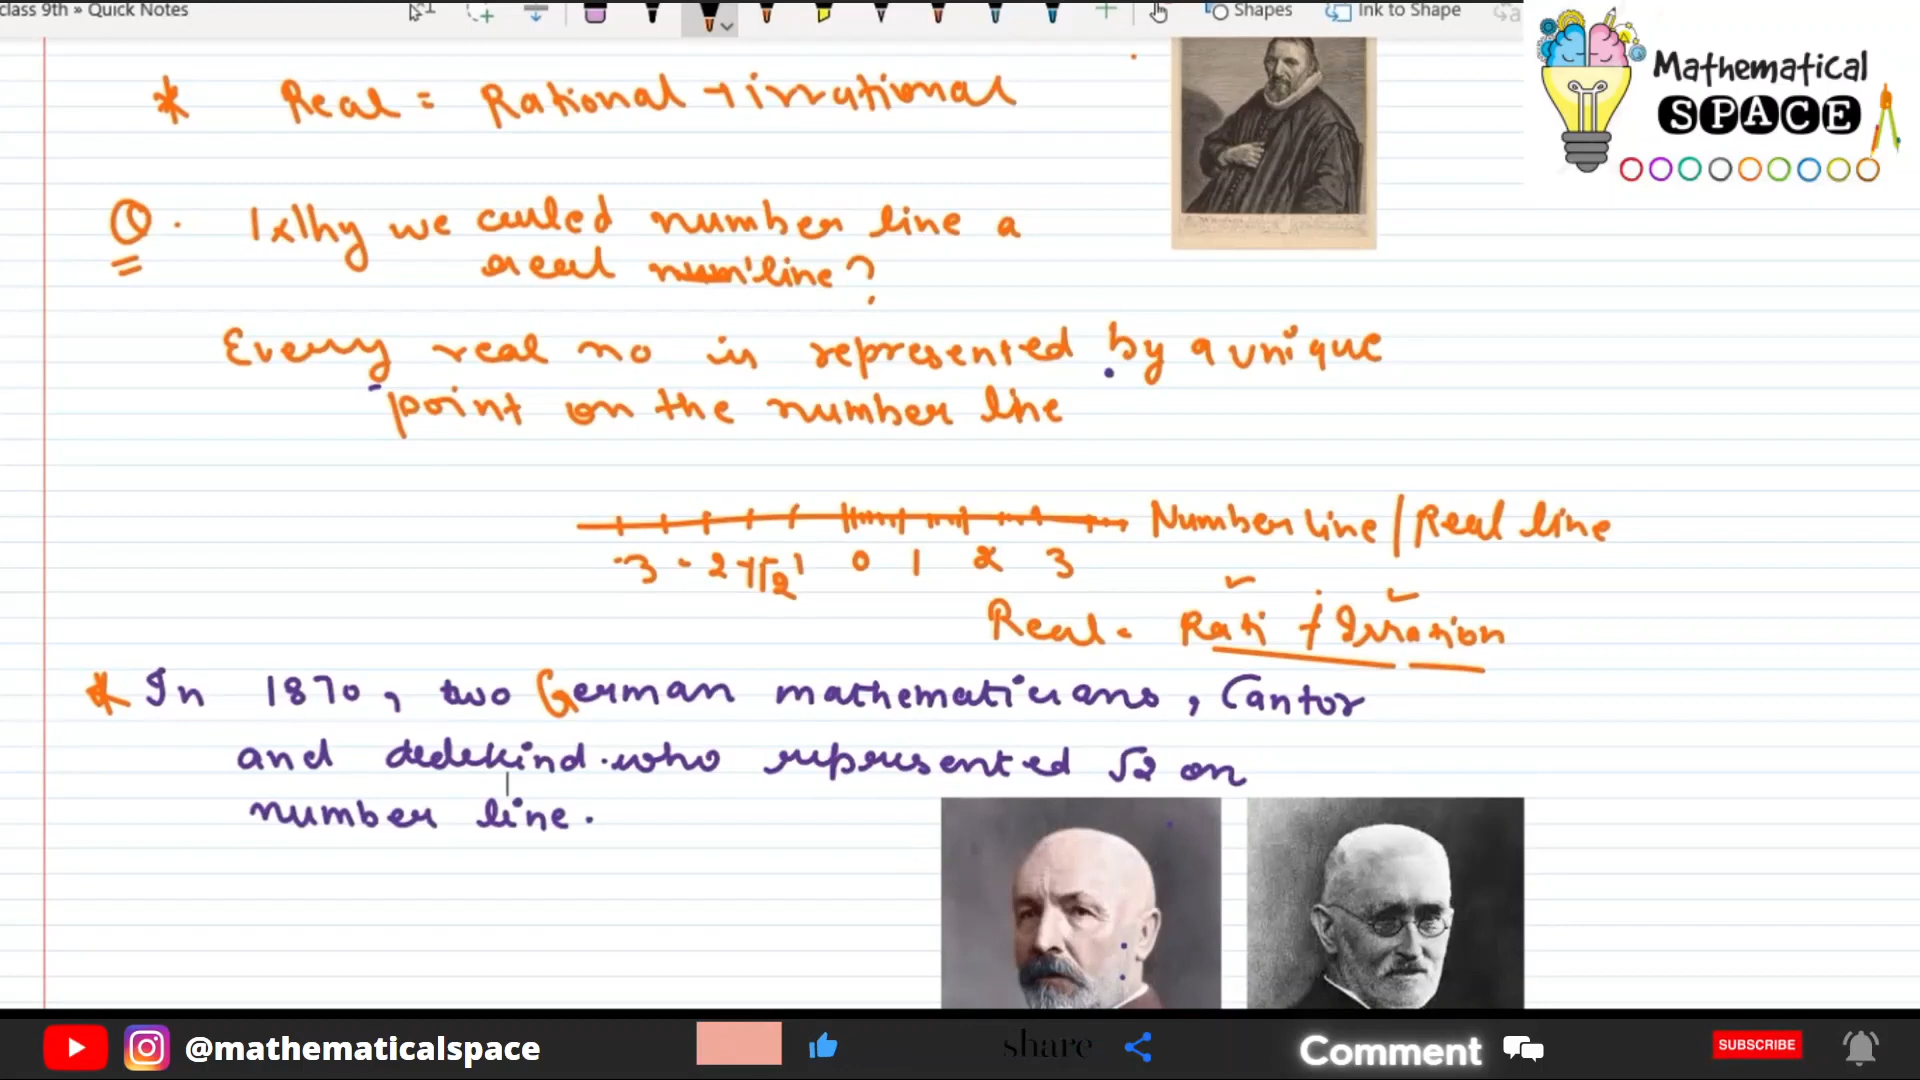 class 9th » Quick Notes
Shapes
Ink to Shape
Mathematical
SPACE
* Real = Rational + irrational
Q. Why we called number line a
real line?
Every real no is represented by a unique
point on the number line
Number line / Real line
-3 -2 -√2 1 0 1 2 3
Real = Rati + Irration
* In 1870, two German mathematicians, Cantor
and dedekind. who represented √2 on
number line.
@mathematicalspace
share
Comment
SUBSCRIBE